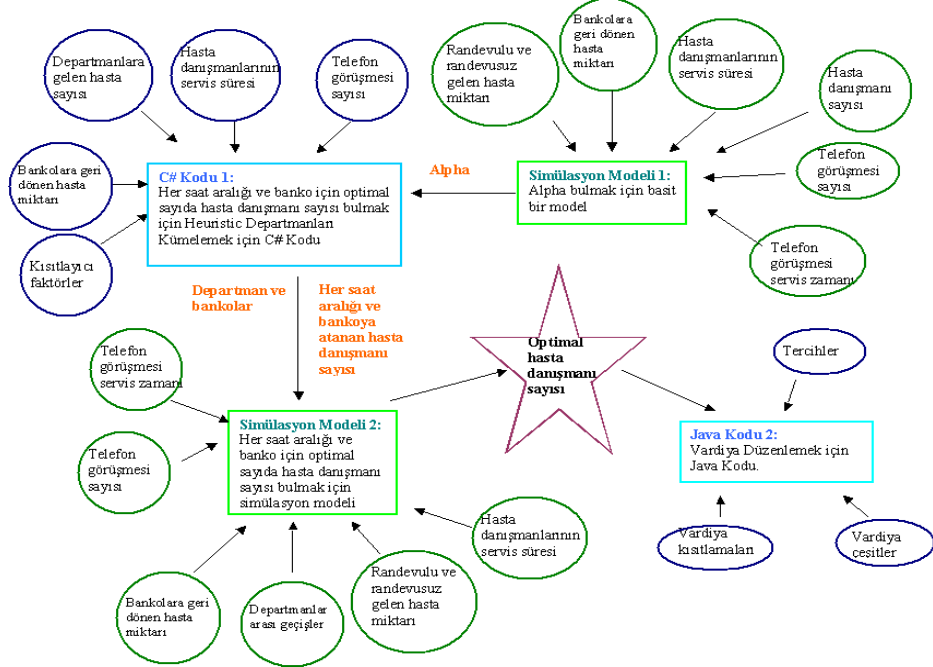 Departmanlara
gelen hasta
sayısı
Hasta
danışmanlarının
servis süresi
Telefon
görüşmesi
sayısı
Randevulu ve
randevusuz
gelen hasta
miktarı
Bankolara
geri dönen
hasta
miktarı
Hasta
danışmanlarının
servis süresi
Hasta
danışmanı
sayısı
Bankolara geri
dönen hasta
miktarı
C# Kodu 1:
Her saat aralığı ve banko için optimal
sayıda hasta danışmanı sayısı bulmak
için Heuristic Departmanları
Kümelemek için C# Kodu
Alpha
Simülasyon Modeli 1:
Alpha bulmak için basit
bir model
Telefon
görüşmesi
sayısı
Kısıtlayıcı
faktörler
Telefon
görüşmesi
servis zamanı
Departman ve
bankolar
Her saat
aralığı ve
bankoya
atanan hasta
danışmanı
sayısı
Telefon
görüşmesi
servis zamanı
Optimal
hasta
danışmanı
sayısı
Tercihler
Simülasyon Modeli 2:
Her saat aralığı ve
banko için optimal
sayıda hasta danışmanı
sayısı bulmak için
simülasyon modeli
Java Kodu 2:
Vardiya Düzenlemek için
Java Kodu.
Telefon
görüşmesi
sayısı
Hasta
danışmanlarının
servis süresi
Vardiya
kısıtlamaları
Vardiya
çeşitler
Bankolara geri
dönen hasta
miktarı
Departmanlar
arası geçişler
Randevulu ve
randevusuz
gelen hasta
miktarı